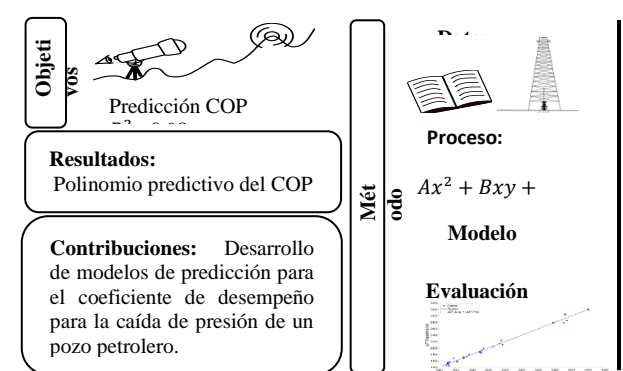 Objeti
vos
Predicción COP
Resultados:
Polinomio predictivo del COP
Contribuciones: Desarrollo
de modelos de predicción para
el coeficiente de desempeño
para la caída de presión de un
pozo petrolero.
Mét
odo
Proceso:
𝐴𝑥² + 𝐵𝑥𝑦 +
Modelo
Evaluación